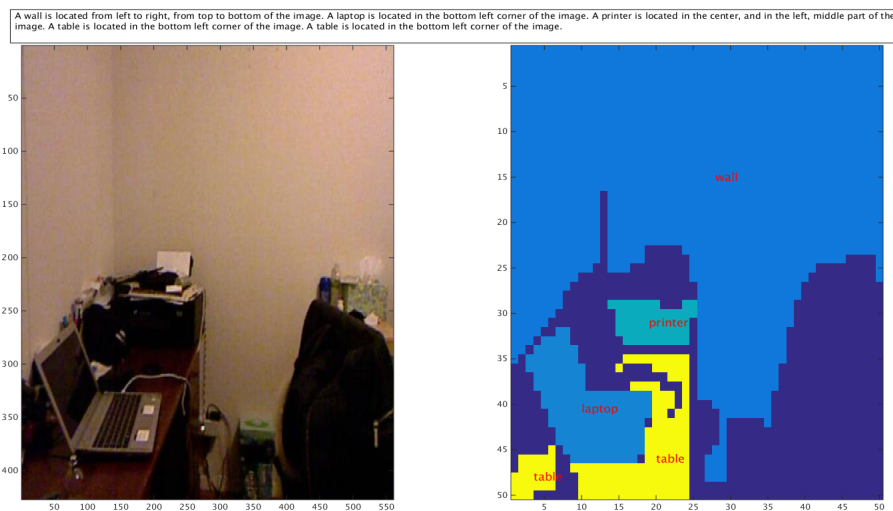 A wall is located from left to right, from top to bottom of the image. A laptop is located in the bottom left corner of the image. A printer is located in the center, and in the left, middle part of the
image. A table is located in the bottom left corner of the image. A table is located in the bottom left corner of the image.
50
100
150
200
250
300
350
400
50 100 150 200 250 300 350 400 450 500 550
5
10
15
20
25
30
35
40
45
50
wall
printer
laptop
table
table
5 10 15 20 25 30 35 40 45 50